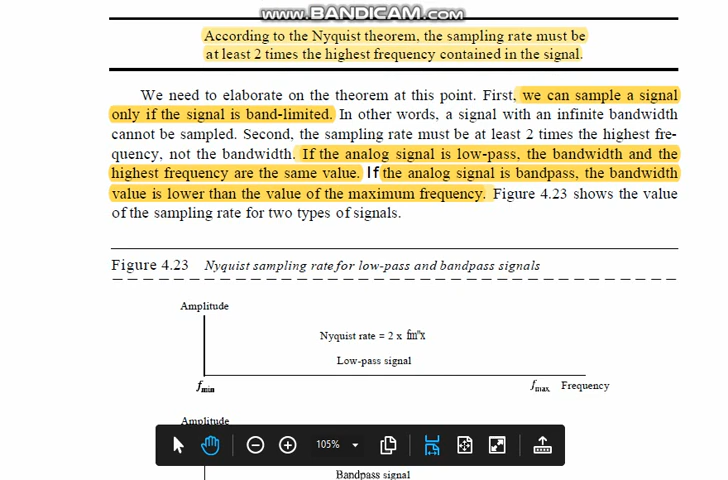 www.BANDICAM.com
According to the Nyquist theorem, the sampling rate must be
at least 2 times the highest frequency contained in the signal.
We need to elaborate on the theorem at this point. First, we can sample a signal
only if the signal is band-limited. In other words, a signal with an infinite bandwidth
cannot be sampled. Second, the sampling rate must be at least 2 times the highest fre-
quency, not the bandwidth. If the analog signal is low-pass, the bandwidth and the
highest frequency are the same value. If the analog signal is bandpass, the bandwidth
value is lower than the value of the maximum frequency. Figure 4.23 shows the value
of the sampling rate for two types of signals.
Figure 4.23 Nyquist sampling rate for low-pass and bandpass signals
Amplitude
Nyquist rate = 2 x fm"x
Low-pass signal
fmin fmax Frequency
Amplitude
105%
Bandpass signal